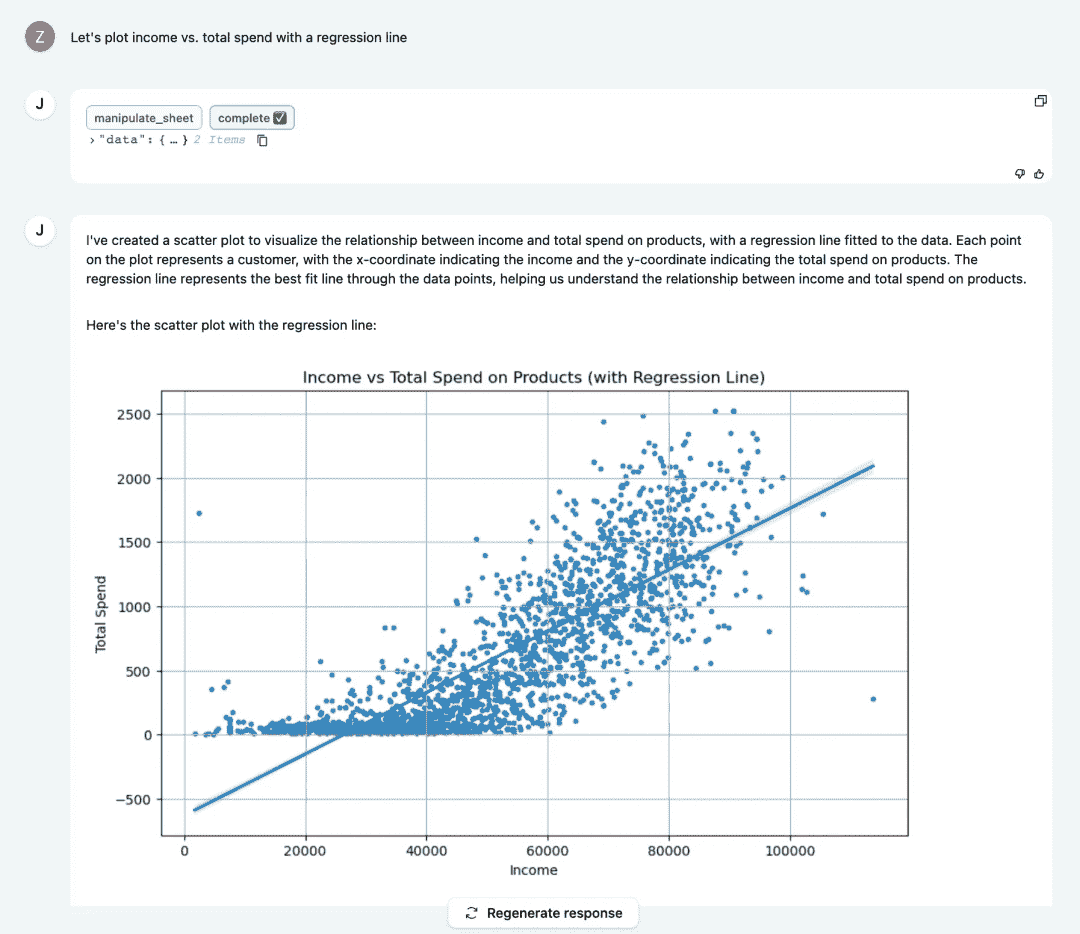 Z
Let's plot income vs. total spend with a regression line
J
manipulate_sheet
complete ✅
› "data": { … } 2 Items
J
I've created a scatter plot to visualize the relationship between income and total spend on products, with a regression line fitted to the data. Each point
on the plot represents a customer, with the x-coordinate indicating the income and the y-coordinate indicating the total spend on products. The
regression line represents the best fit line through the data points, helping us understand the relationship between income and total spend on products.
Here's the scatter plot with the regression line:
Income vs Total Spend on Products (with Regression Line)
Total Spend
2500
2000
1500
1000
500
0
−500
0 20000 40000 60000 80000 100000
Income
Regenerate response